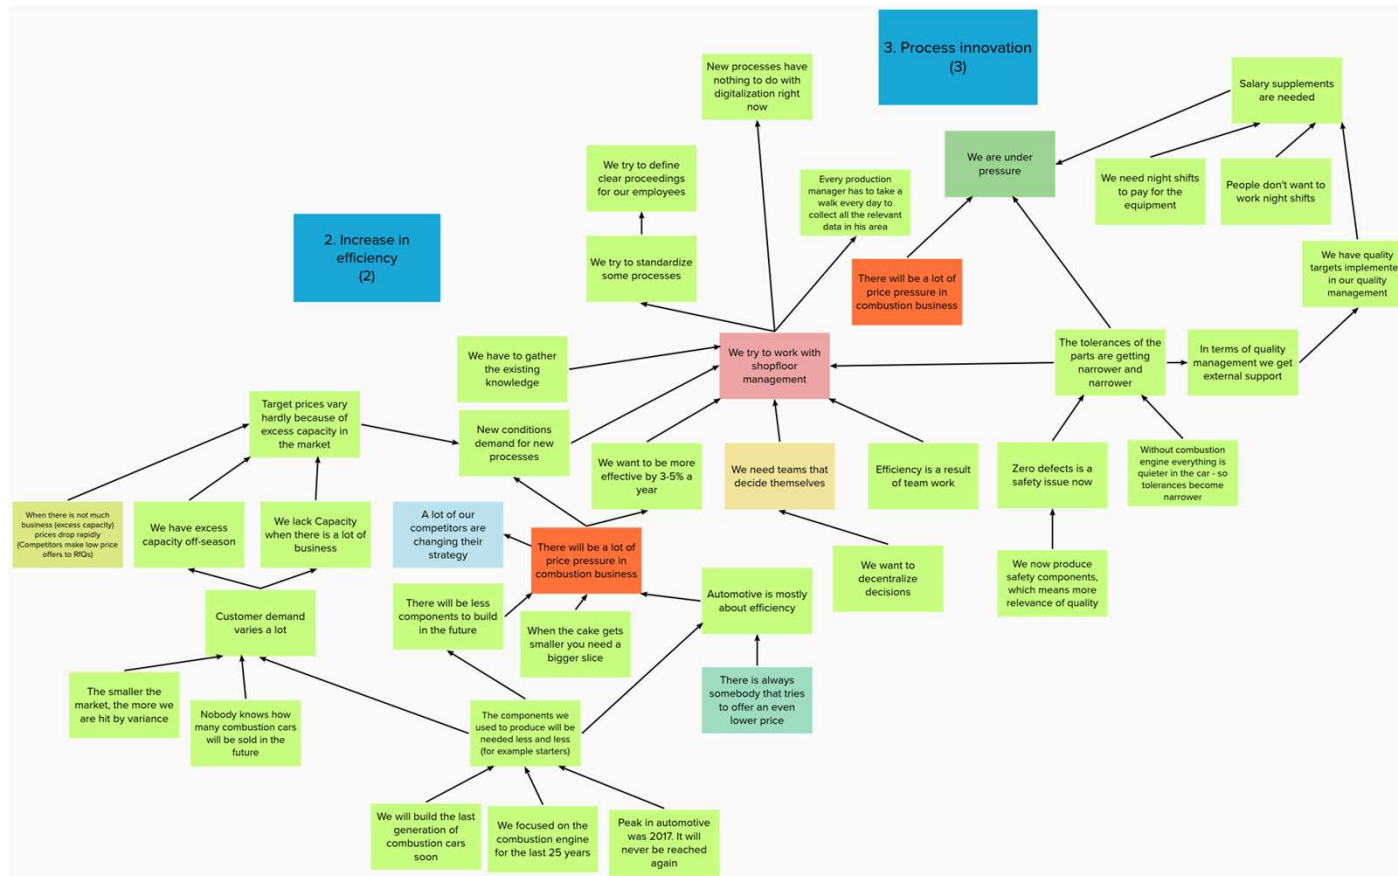 3. Process innovation
(3)
New processes have
nothing to do with
digitalization right
now
Salary supplements
are needed
We try to define
clear proceedings
for our employees
We are under
pressure
Every production
manager has to take a
walk every day to
collect all the relevant
data in his area
We need night shifts
to pay for the
equipment
People don't want to
work night shifts
2. Increase in
efficiency
(2)
We try to standardize
some processes
There will be a lot of
price pressure in
combustion business
We have quality
targets implemente
in our quality
management
We have to gather
the existing
knowledge
We try to work with
shopfloor
management
The tolerances of the
parts are getting
narrower and
narrower
In terms of quality
management we get
external support
Target prices vary
hardly because of
excess capacity in
the market
New conditions
demand for new
processes
We want to be more
effective by 3-5% a
year
We need teams that
decide themselves
Efficiency is a result
of team work
Zero defects is a
safety issue now
Without combustion
engine everything is
quieter in the car - so
tolerances become
narrower
When there is not much
business (excess capacity)
prices drop rapidly
(Competitors make low price
offers to RfQs)
We have excess
capacity off-season
We lack Capacity
when there is a lot of
business
A lot of our
competitors are
changing their
strategy
There will be a lot of
price pressure in
combustion business
We want to
decentralize
decisions
We now produce
safety components,
which means more
relevance of quality
Customer demand
varies a lot
There will be less
components to build
in the future
When the cake gets
smaller you need a
bigger slice
Automotive is mostly
about efficiency
The smaller the
market, the more we
are hit by variance
Nobody knows how
many combustion cars
will be sold in the
future
The components we
used to produce will be
needed less and less
(for example starters)
There is always
somebody that tries
to offer an even
lower price
We will build the last
generation of
combustion cars
soon
We focused on the
combustion engine
for the last 25 years
Peak in automotive
was 2017. It will
never be reached
again